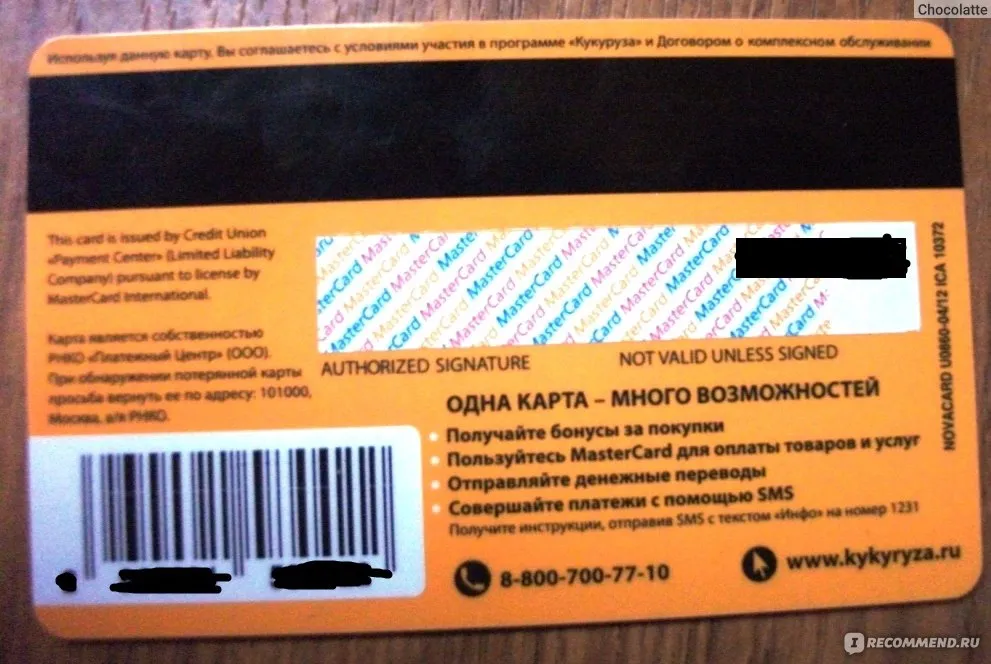 Chocolatte
Используя данную карту, Вы соглашаетесь с условиями участия в программе «Кукуруза» и Договором о комплексном обслуживании
This card is issued by Credit Union
«Payment Center» (Limited Liability
Company) pursuant to license by
MasterCard International.
Карта является собственностью
РНКО «Платежный Центр» (ООО).
При обнаружении потерянной карты
просьба вернуть ее по адресу: 101000,
Москва, а/я РНКО.
MasterCard MasterCard MasterCard MasterCard
AUTHORIZED SIGNATURE
NOT VALID UNLESS SIGNED
NOVACARD U0860-04/12 ICA 10372
ОДНА КАРТА – МНОГО ВОЗМОЖНОСТЕЙ
• Получайте бонусы за покупки
• Пользуйтесь MasterCard для оплаты товаров и услуг
• Отправляйте денежные переводы
• Совершайте платежи с помощью SMS
Получите инструкции, отправив SMS с текстом «Инфо» на номер 1231
8-800-700-77-10
www.kykyryza.ru
IRECOMMEND.RU